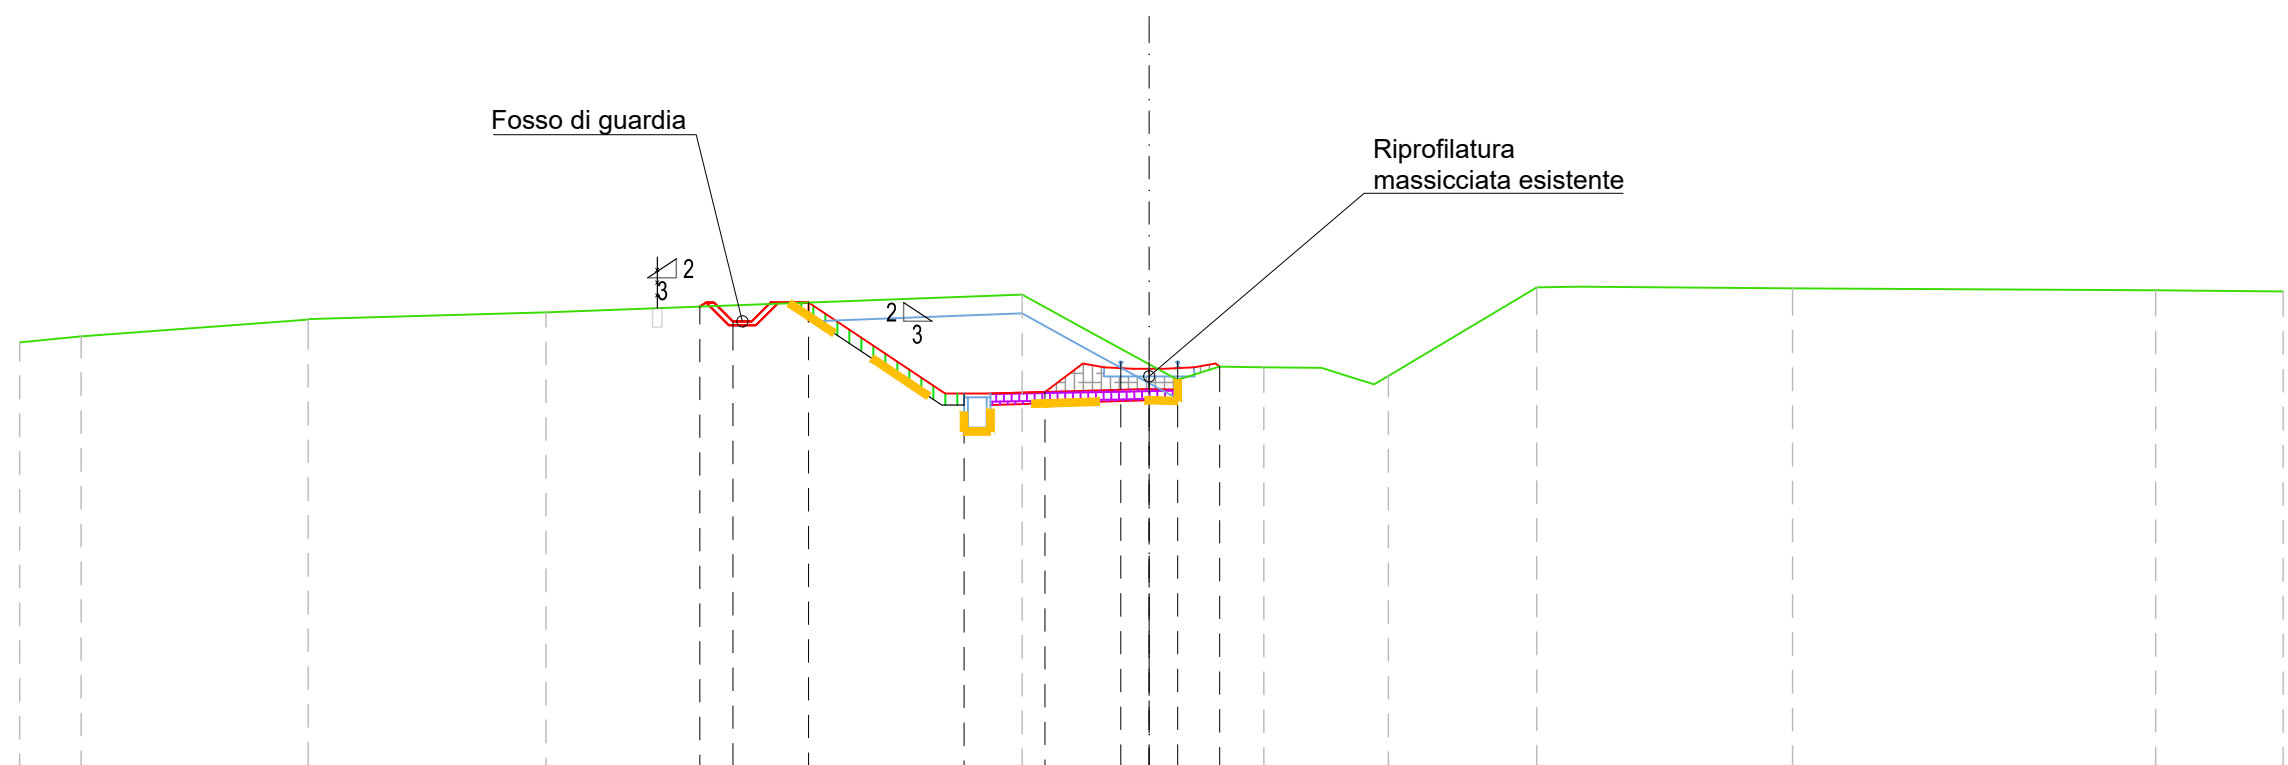 Fosso di guardia
Riprofilatura
massicciata esistente
2
3
2
3